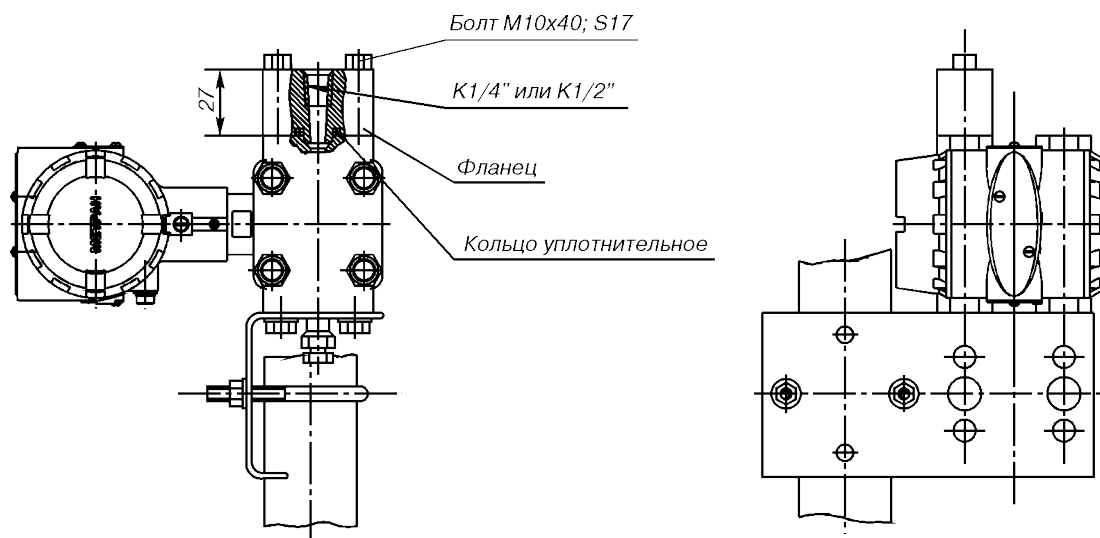 Болт М10х40; S17
27
К1/4" или К1/2"
Фланец
МЕТРАН
Кольцо уплотнительное